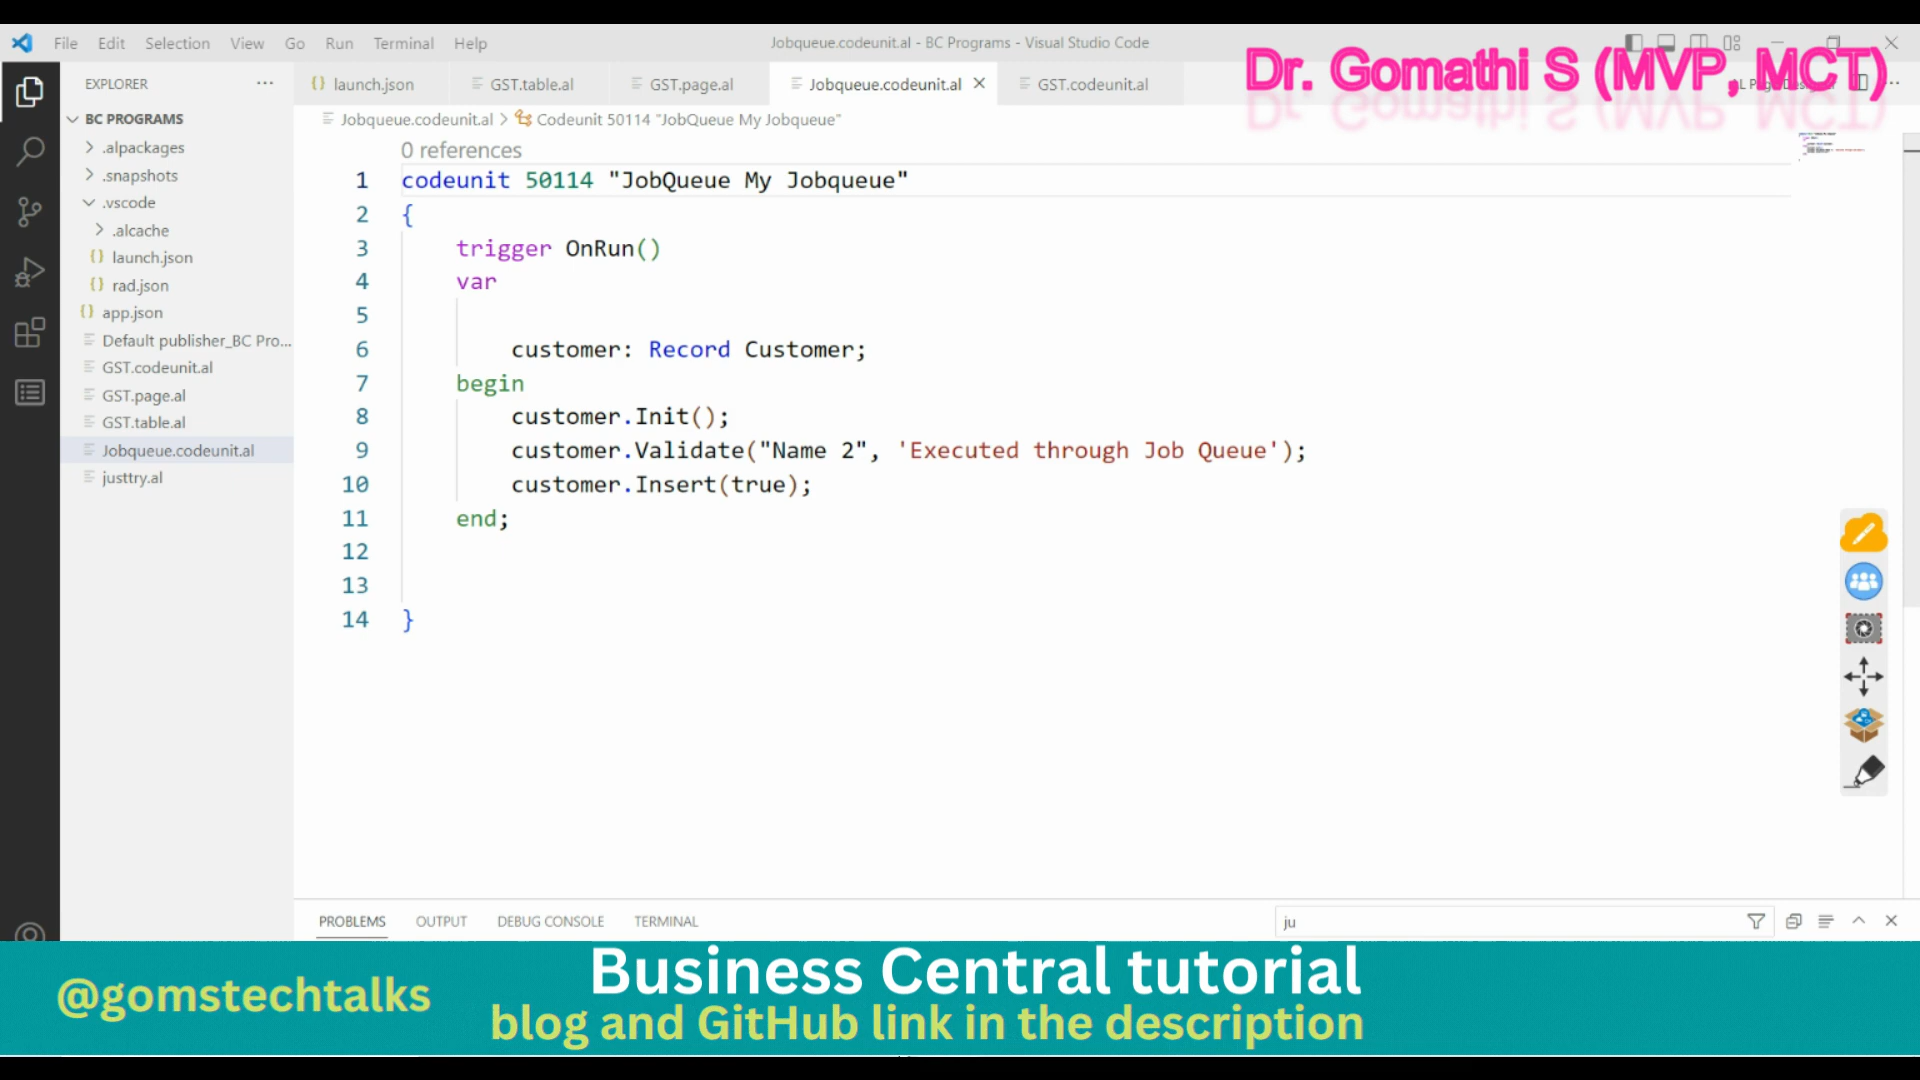 File Edit Selection View Go Run Terminal Help
Jobqueue.codeunit.al - BC Programs - Visual Studio Code
Dr. Gomathi S (MVP, MCT)
EXPLORER
launch.json
GST.table.al
GST.page.al
Jobqueue.codeunit.al
GST.codeunit.al
BC PROGRAMS
.alpackages
.snapshots
.vscode
.alcache
launch.json
rad.json
app.json
Default publisher_BC Pro...
GST.codeunit.al
GST.page.al
GST.table.al
Jobqueue.codeunit.al
justtry.al
Jobqueue.codeunit.al > Codeunit 50114 "JobQueue My Jobqueue"
0 references
1 codeunit 50114 "JobQueue My Jobqueue"
2 {
3 trigger OnRun()
4 var
5
6 customer: Record Customer;
7 begin
8 customer.Init();
9 customer.Validate("Name 2", 'Executed through Job Queue');
10 customer.Insert(true);
11 end;
12
13
14 }
PROBLEMS OUTPUT DEBUG CONSOLE TERMINAL
ju
@gomstechtalks
Business Central tutorial
blog and GitHub link in the description